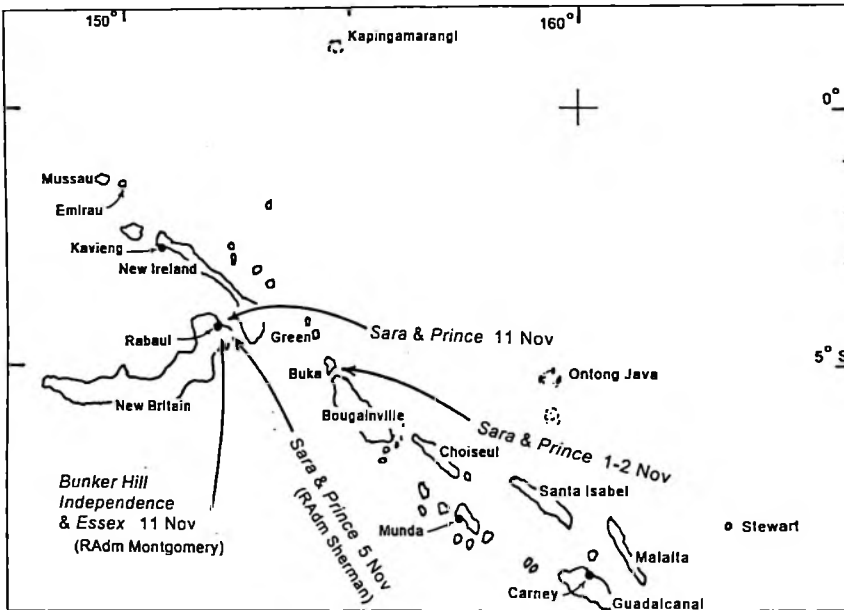 150°
160°
Kapingamarangi
0°
Mussau
Emirau
Kavieng
New Ireland
Rabaul
Green
Sara & Prince 11 Nov
5° S
Buka
Ontong Java
New Britain
Bougainville
Choiseul
Sara & Prince 1-2 Nov
Sara & Prince 5 Nov
(RAdm Sherman)
Bunker Hill
Independence
& Essex 11 Nov
(RAdm Montgomery)
Santa Isabel
Munda
Stewart
Malaita
Carney
Guadalcanal